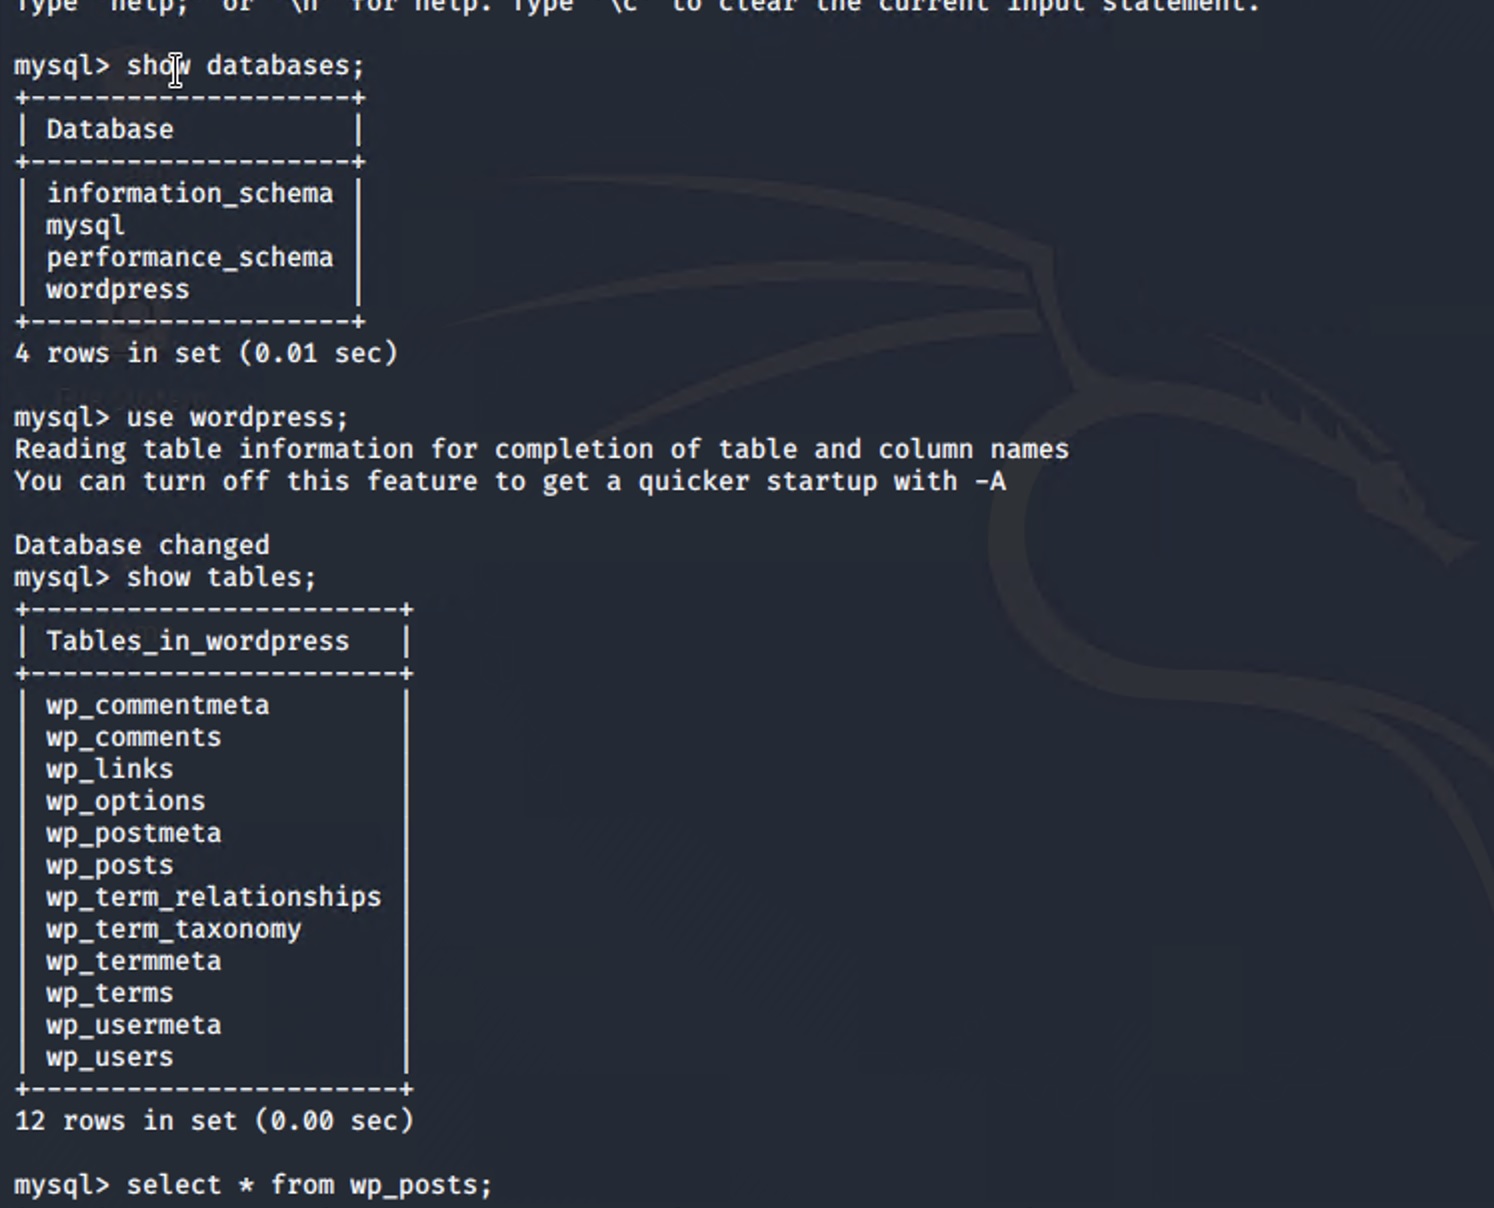 Type 'help;' or '\h' for help. Type '\c' to clear the current input statement.
mysql> show databases;
+--------------------+
| Database           |
+--------------------+
| information_schema |
| mysql              |
| performance_schema |
| wordpress          |
+--------------------+
4 rows in set (0.01 sec)
mysql> use wordpress;
Reading table information for completion of table and column names
You can turn off this feature to get a quicker startup with -A
Database changed
mysql> show tables;
+-----------------------+
| Tables_in_wordpress   |
+-----------------------+
| wp_commentmeta        |
| wp_comments           |
| wp_links              |
| wp_options            |
| wp_postmeta           |
| wp_posts              |
| wp_term_relationships |
| wp_term_taxonomy      |
| wp_termmeta           |
| wp_terms              |
| wp_usermeta           |
| wp_users              |
+-----------------------+
12 rows in set (0.00 sec)
mysql> select * from wp_posts;